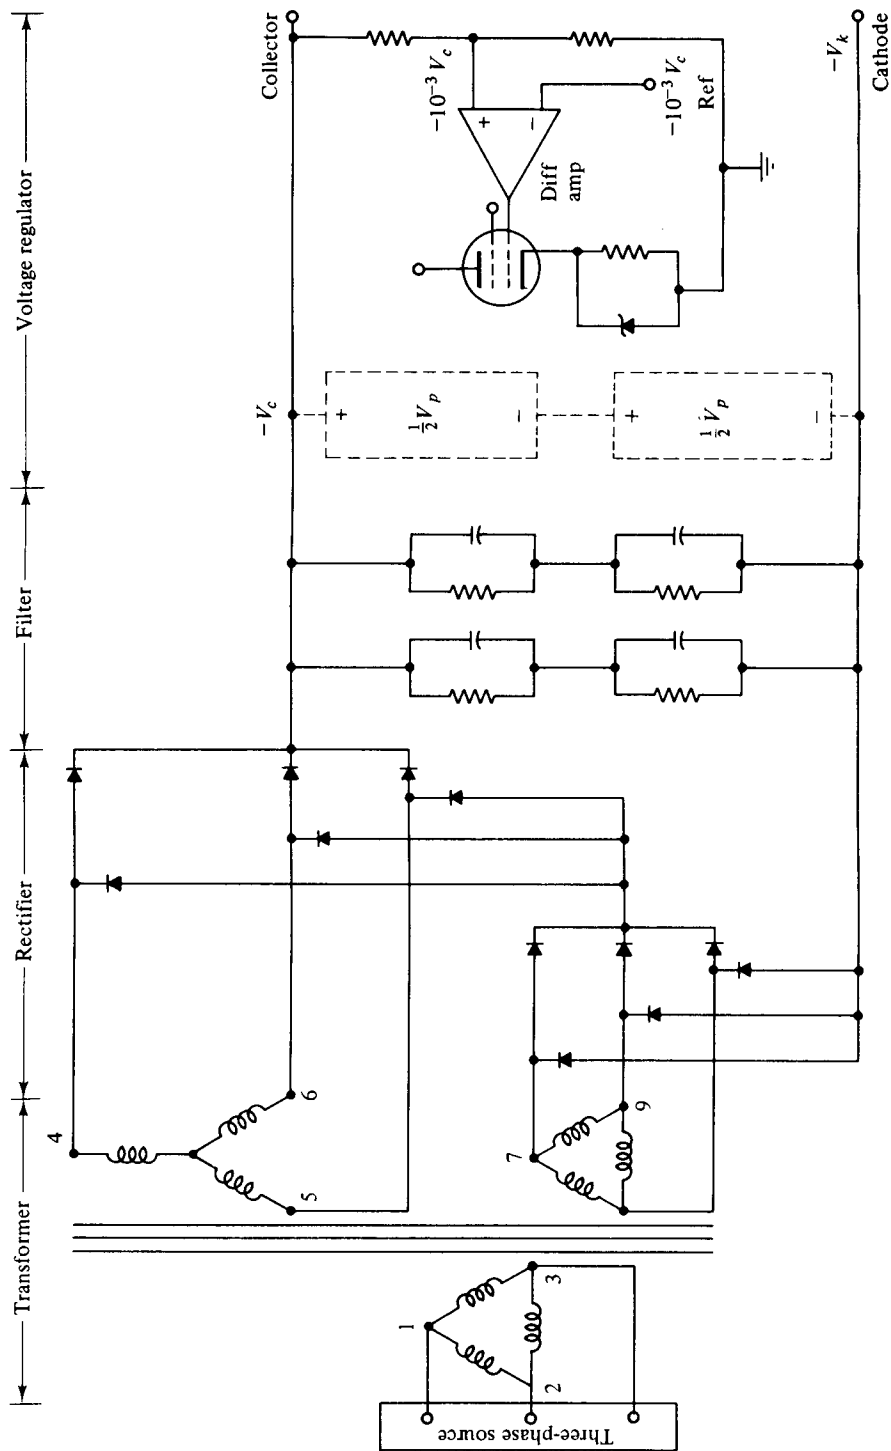 Transformer
Rectifier
Filter
Voltage regulator
Three-phase source
1
2
3
4
5
6
7
9
−V_c
+
½V_p
−
+
½V_p
−
Collector
−10⁻³ V_c
+
−
Diff
amp
−10⁻³ V_c
Ref
−V_k
Cathode